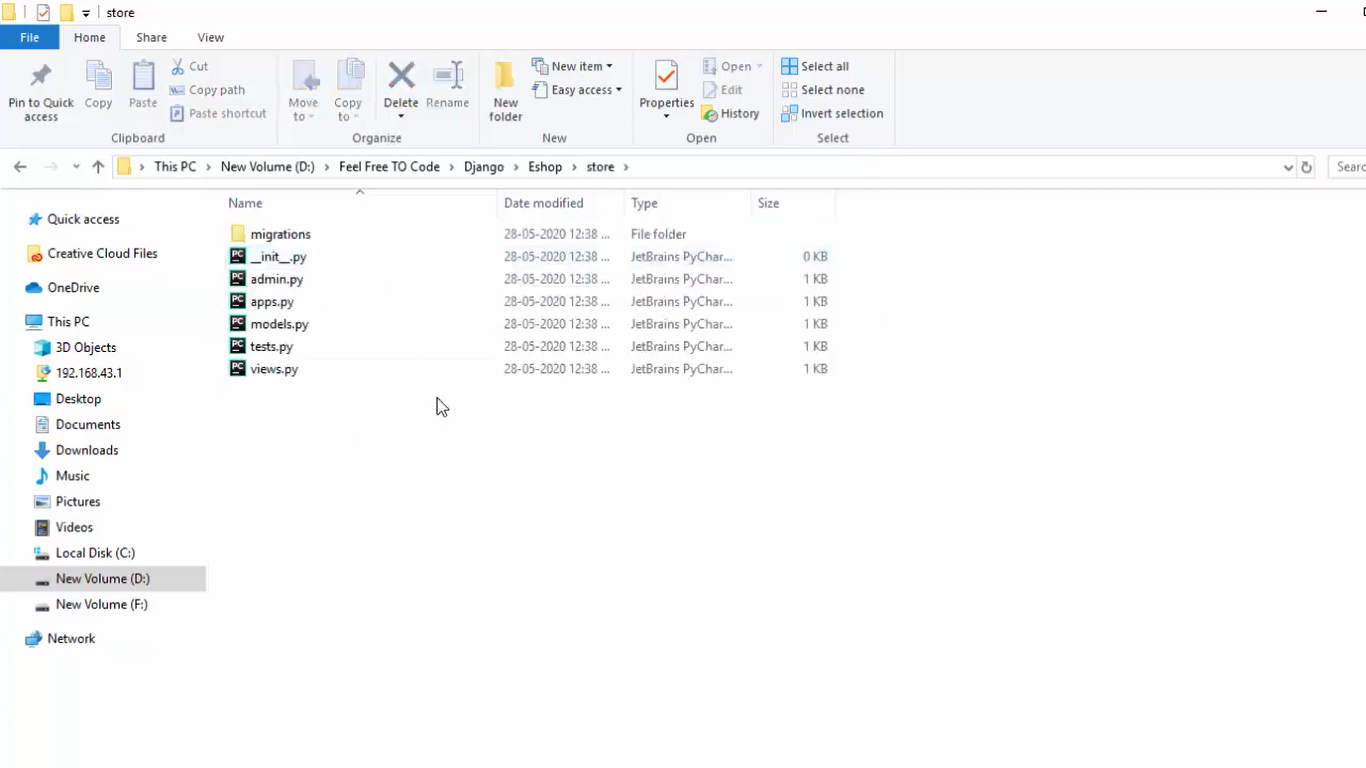 store
File Home Share View
Pin to Quick access
Copy
Paste
Cut
Copy path
Paste shortcut
Clipboard
Move to
Copy to
Delete
Rename
Organize
New folder
New item
Easy access
New
Properties
Open
Edit
History
Open
Select all
Select none
Invert selection
Select
This PC › New Volume (D:) › Feel Free TO Code › Django › Eshop › store ›
Searc
Name Date modified Type Size
migrations 28-05-2020 12:38 ... File folder
PC __init__.py 28-05-2020 12:38 ... JetBrains PyChar... 0 KB
PC admin.py 28-05-2020 12:38 ... JetBrains PyChar... 1 KB
PC apps.py 28-05-2020 12:38 ... JetBrains PyChar... 1 KB
PC models.py 28-05-2020 12:38 ... JetBrains PyChar... 1 KB
PC tests.py 28-05-2020 12:38 ... JetBrains PyChar... 1 KB
PC views.py 28-05-2020 12:38 ... JetBrains PyChar... 1 KB
Quick access
Creative Cloud Files
OneDrive
This PC
3D Objects
192.168.43.1
Desktop
Documents
Downloads
Music
Pictures
Videos
Local Disk (C:)
New Volume (D:)
New Volume (F:)
Network